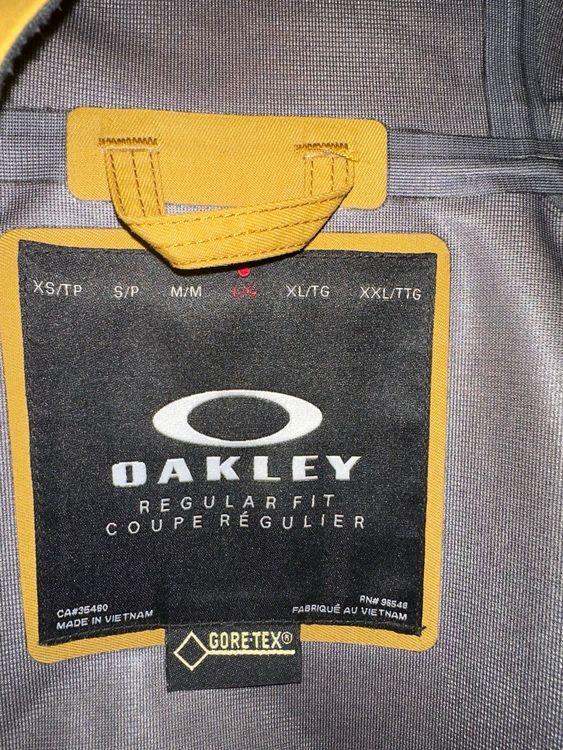 XS/TP S/P M/M L/G XL/TG XXL/TTG
OAKLEY
REGULAR FIT
COUPE RÉGULIER
CA#35460
MADE IN VIETNAM
RN# 96548
FABRIQUÉ AU VIETNAM
GORE-TEX®